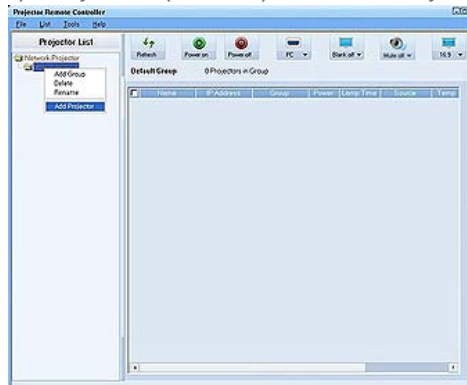 Projector Remote Controller
File List Tools Help
Projector List
Refresh Power on Power off PC Blank off Mute off 16:9
Network Projector
Default Group 0 Projectors in Group
Add Group
Delete
Rename
Add Projector
Name IP Address Group Power Lamp Time Source Temp